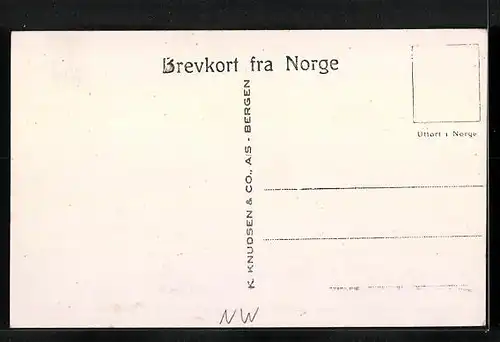 Brevkort fra Norge
Utført i Norge
K. KNUDSEN & CO., A/S - BERGEN
NW